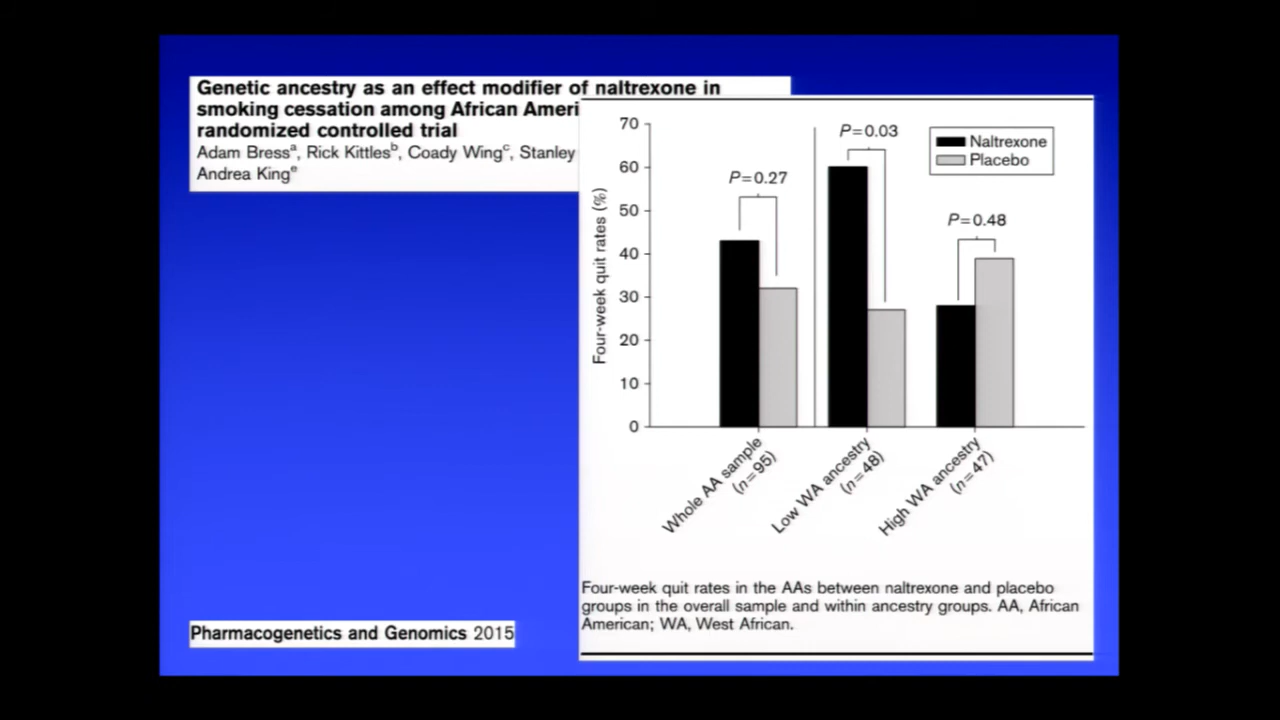 Genetic ancestry as an effect modifier of naltrexone in
smoking cessation among African Ameri
randomized controlled trial
Adam Bressᵃ, Rick Kittlesᵇ, Coady Wingᶜ, Stanley
Andrea Kingᵉ
Pharmacogenetics and Genomics 2015
Four-week quit rates (%)
70
60
50
40
30
20
10
0
P=0.27
P=0.03
P=0.48
Naltrexone
Placebo
Whole AA sample
(n=95)
Low WA ancestry
(n=48)
High WA ancestry
(n=47)
Four-week quit rates in the AAs between naltrexone and placebo
groups in the overall sample and within ancestry groups. AA, African
American; WA, West African.